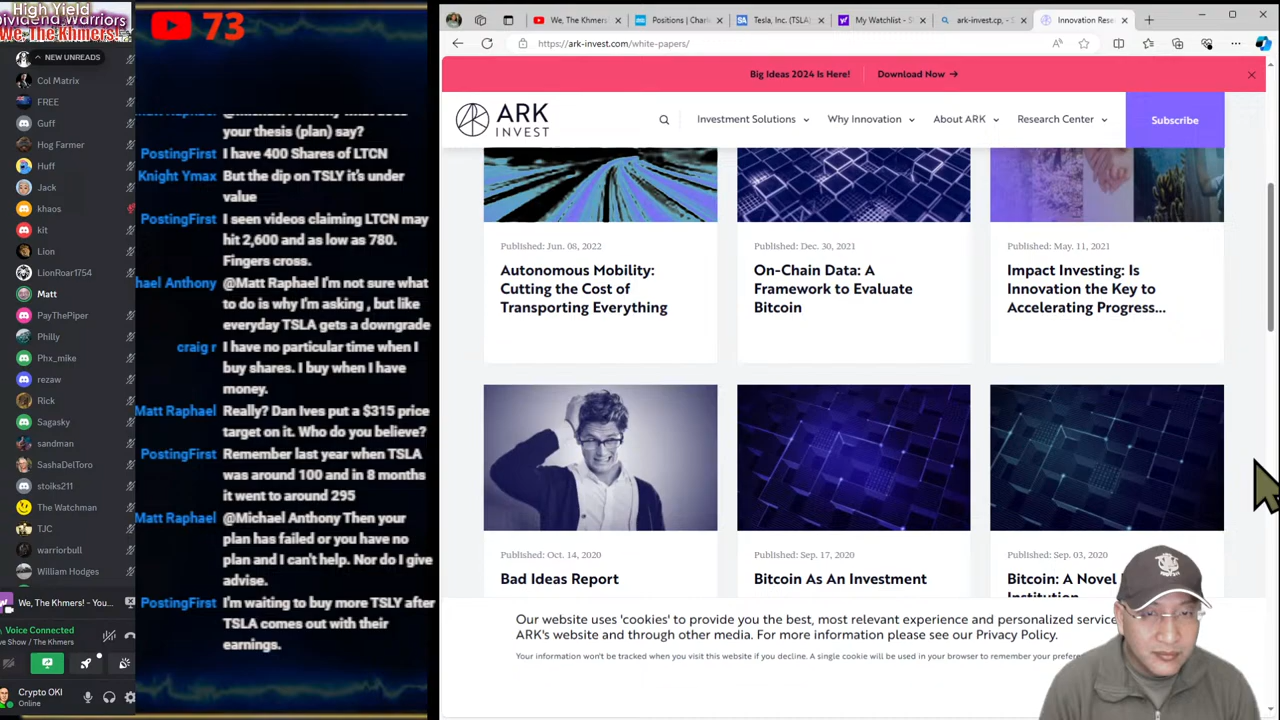 High Yield
Dividend Warriors
We, The Khmers!
NEW UNREADS
Col Matrix
FREE
Guff
Hog Farmer
Huff
Jack
khaos
kit
Lion
LionRoar1754
Matt
PayThePiper
Philly
Phx_mike
rezaw
Rick
Sagasky
sandman
SashaDelToro
stoiks211
The Watchman
TJC
warriorbull
William Hodges
We, The Khmers! - You...
Voice Connected
ve Show / The Khmers
Crypto OKI
Online
73
your thesis (plan) say?
PostingFirst I have 400 Shares of LTCN
Knight Ymax But the dip on TSLY it's under
value
PostingFirst I seen videos claiming LTCN may
hit 2,600 and as low as 780.
Fingers cross.
hael Anthony @Matt Raphael I'm not sure what
to do is why I'm asking , but like
everyday TSLA gets a downgrade
craig r I have no particular time when I
buy shares. I buy when I have
money.
Matt Raphael Really? Dan Ives put a $315 price
target on it. Who do you believe?
PostingFirst Remember last year when TSLA
was around 100 and in 8 months
it went to around 295
Matt Raphael @Michael Anthony Then your
plan has failed or you have no
plan and I can't help. Nor do I give
advise.
PostingFirst I'm waiting to buy more TSLY after
TSLA comes out with their
earnings.
We, The Khmers!
Positions | Charl
Tesla, Inc. (TSLA)
My Watchlist - St
ark-invest.cp, - S
Innovation Rese
https://ark-invest.com/white-papers/
Big Ideas 2024 Is Here! Download Now →
ARK
INVEST
Investment Solutions
Why Innovation
About ARK
Research Center
Subscribe
Published: Jun. 08, 2022
Autonomous Mobility:
Cutting the Cost of
Transporting Everything
Published: Dec. 30, 2021
On-Chain Data: A
Framework to Evaluate
Bitcoin
Published: May. 11, 2021
Impact Investing: Is
Innovation the Key to
Accelerating Progress...
Published: Oct. 14, 2020
Bad Ideas Report
Published: Sep. 17, 2020
Bitcoin As An Investment
Published: Sep. 03, 2020
Bitcoin: A Novel
Institution
Our website uses 'cookies' to provide you the best, most relevant experience and personalized service
ARK's website and through other media. For more information please see our Privacy Policy.
Your information won't be tracked when you visit this website if you decline. A single cookie will be used in your browser to remember your prefere